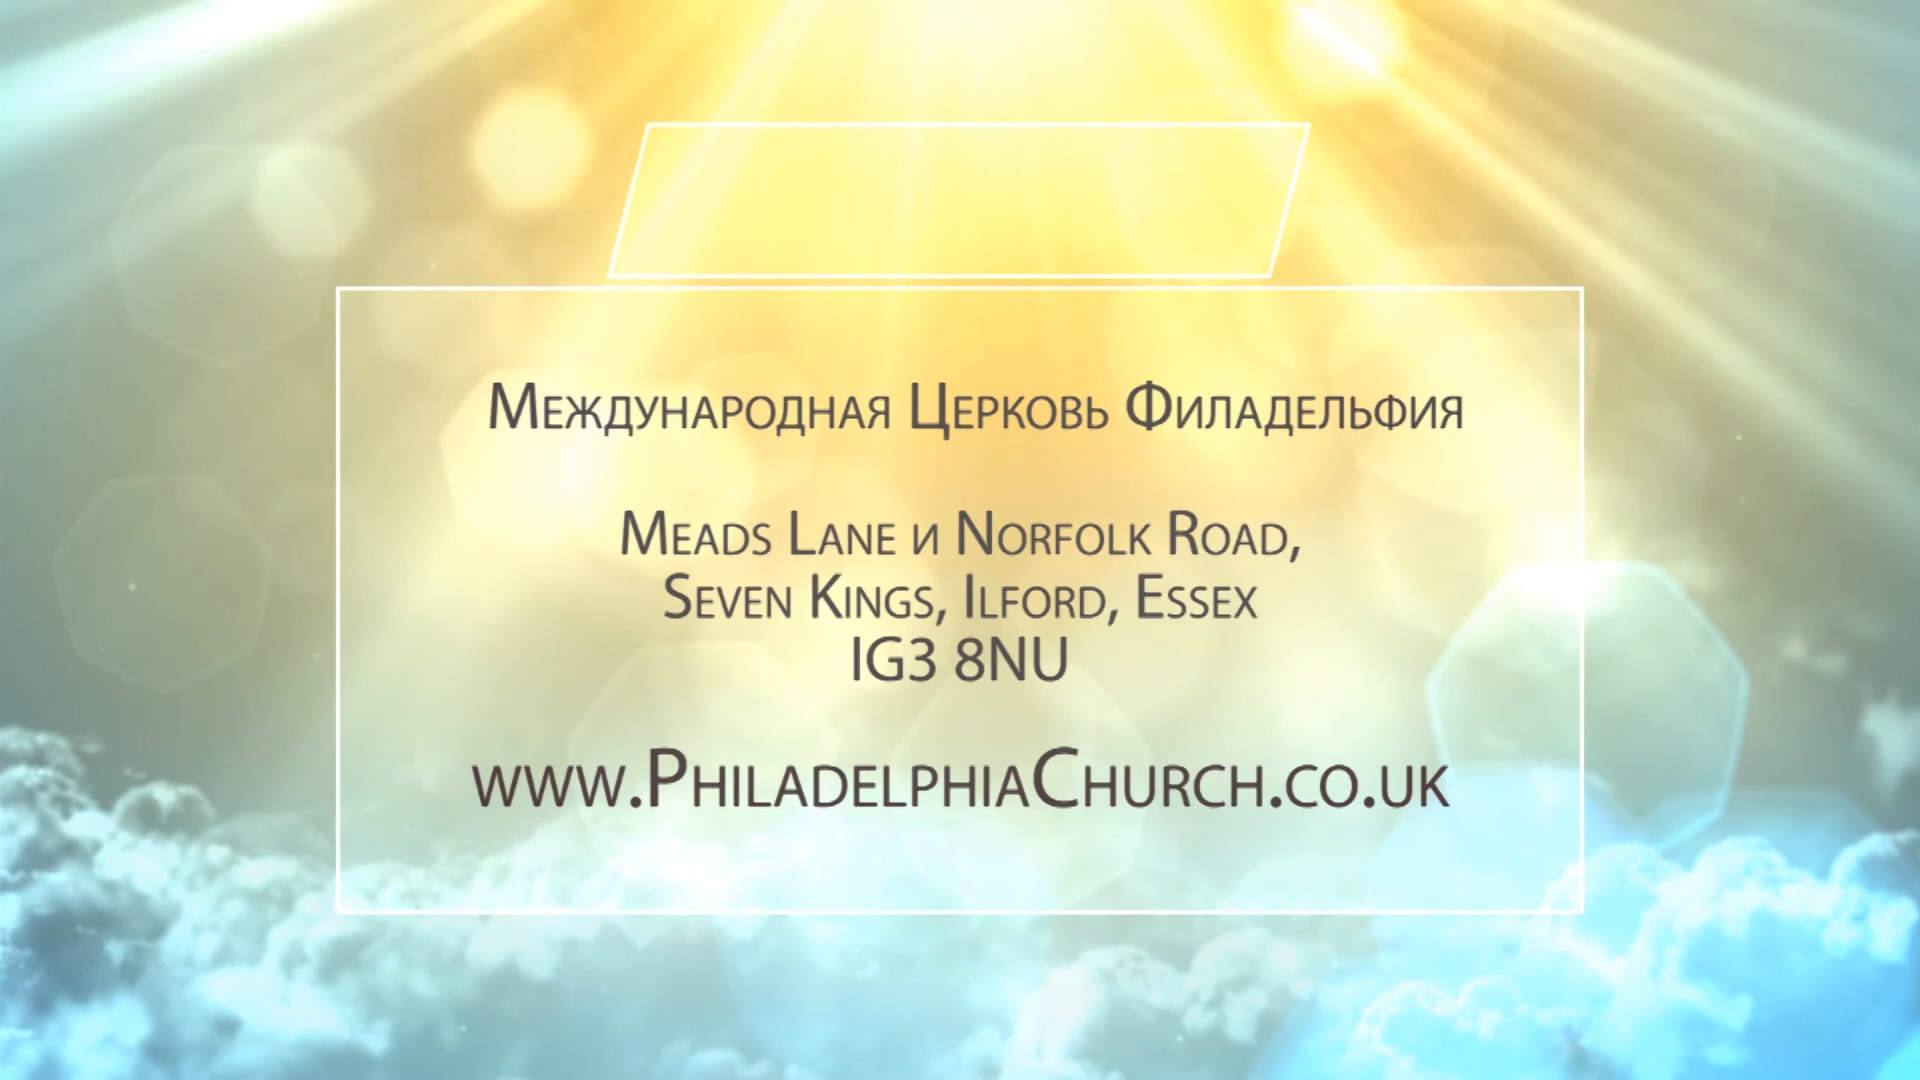 Международная Церковь Филадельфия
Meads Lane и Norfolk Road,
Seven Kings, Ilford, Essex
IG3 8NU
www.PhiladelphiaChurch.co.uk